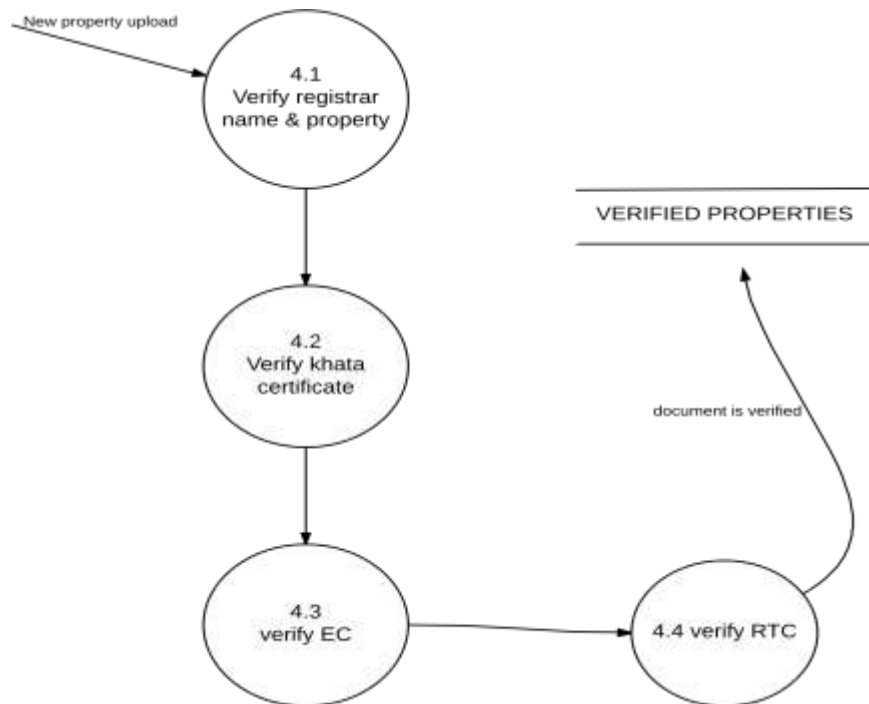 New property upload
4.1
Verify registrar
name & property
VERIFIED PROPERTIES
4.2
Verify khata
certificate
document is verified
4.3
verify EC
4.4 verify RTC